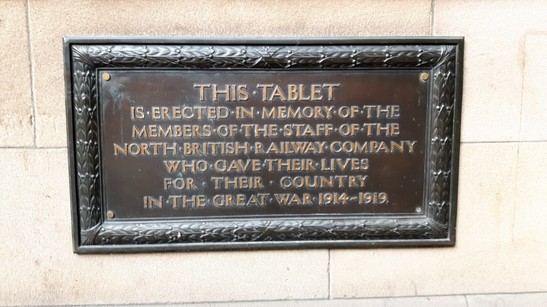 THIS·TABLET
IS·ERECTED·IN·MEMORY·OF·THE
MEMBERS·OF·THE·STAFF·OF·THE
NORTH·BRITISH·RAILWAY·COMPANY
WHO·GAVE·THEIR·LIVES
FOR·THEIR·COUNTRY
IN·THE·GREAT·WAR·1914-1919.